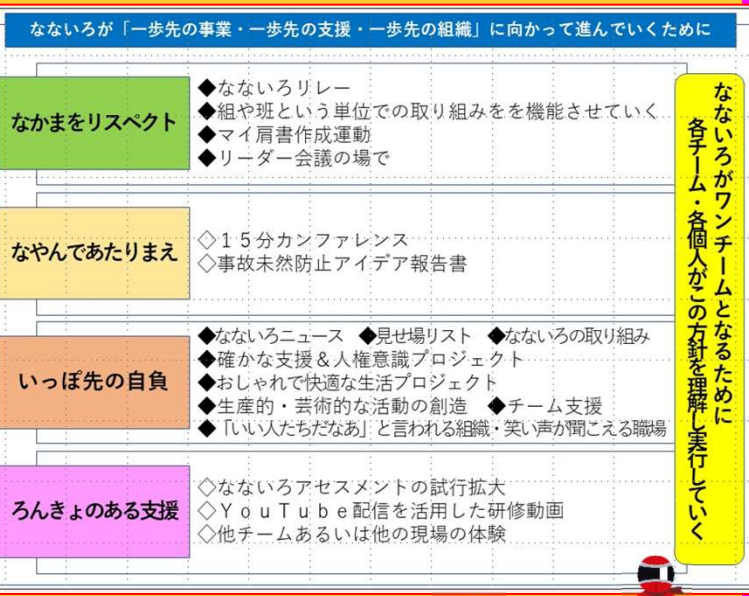 なないろが「一歩先の事業・一歩先の支援・一歩先の組織」に向かって進んでいくために
なかまをリスペクト
◆なないろリレー
◆組や班という単位での取り組みをを機能させていく
◆マイ肩書作成運動
◆リーダー会議の場で
なやんであたりまえ
◇１５分カンファレンス
◇事故未然防止アイデア報告書
いっぽ先の自負
◆なないろニュース　◆見せ場リスト　◆なないろの取り組み
◆確かな支援＆人権意識プロジェクト
◆おしゃれで快適な生活プロジェクト
◆生産的・芸術的な活動の創造　◆チーム支援
◆「いい人たちだなあ」と言われる組織・笑い声が聞こえる職場
ろんきょのある支援
◇なないろアセスメントの試行拡大
◇ＹｏｕＴｕｂｅ配信を活用した研修動画
◇他チームあるいは他の現場の体験
なないろがワンチームとなるために
各チーム・各個人がこの方針を理解し実行していく